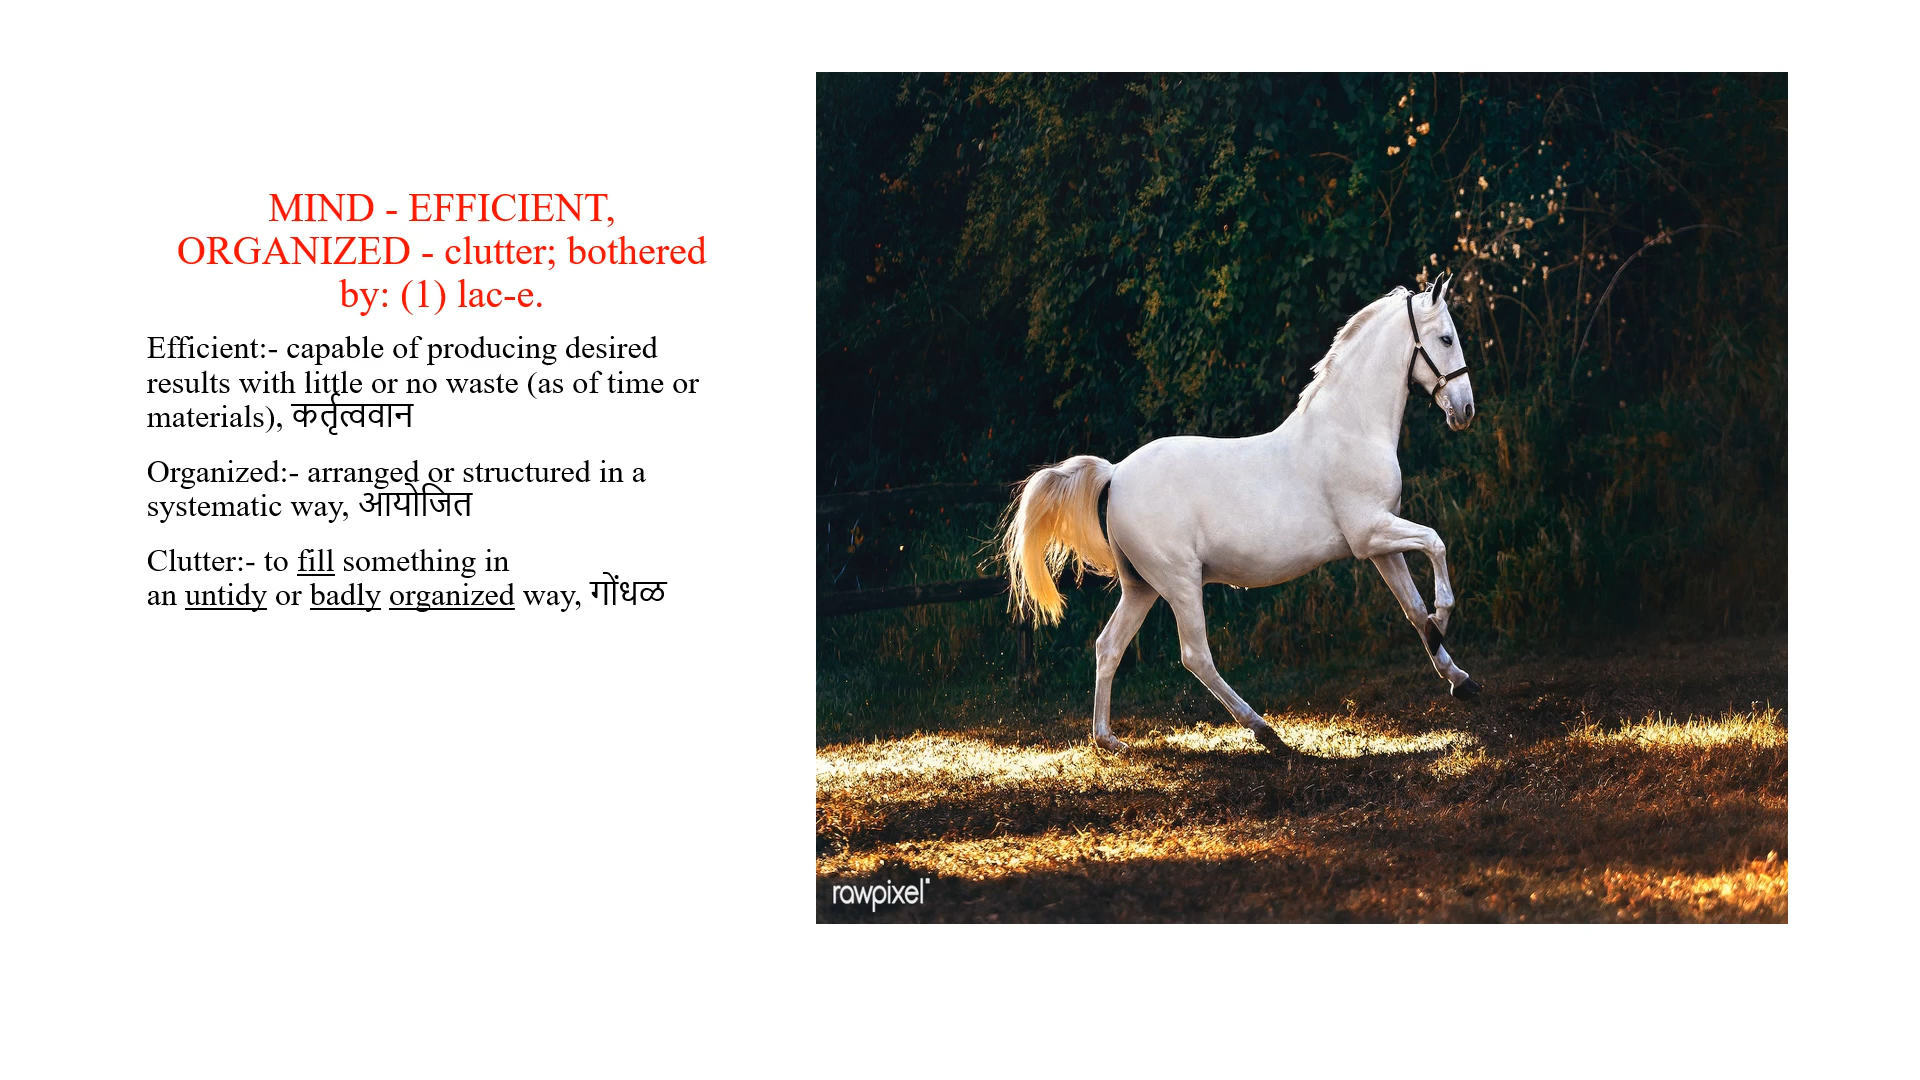 MIND - EFFICIENT,
ORGANIZED - clutter; bothered
by: (1) lac-e.
Efficient:- capable of producing desired
results with little or no waste (as of time or
materials), कर्तृत्ववान
Organized:- arranged or structured in a
systematic way, आयोजित
Clutter:- to fill something in
an untidy or badly organized way, गोंधळ
rawpixel